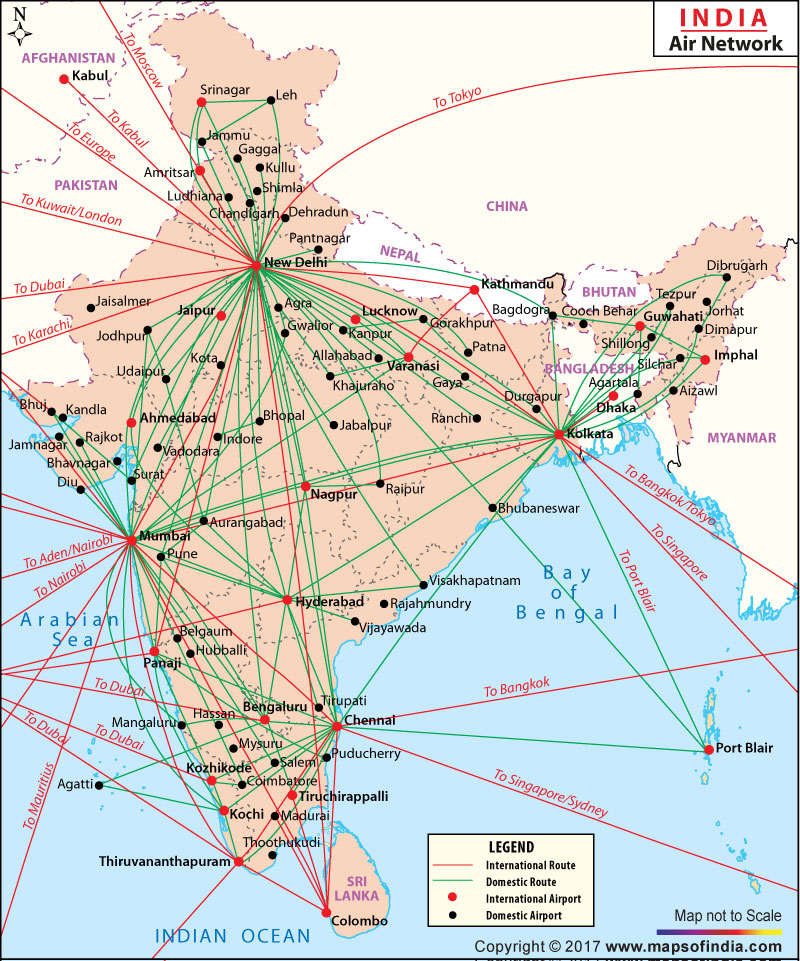 N
INDIA
Air Network
AFGHANISTAN
Kabul
To Moscow
To Kabul
To Europe
To Tokyo
Srinagar
Leh
Jammu
Gaggal
Kullu
Amritsar
Shimla
Ludhiana
Chandigarh
Dehradun
PAKISTAN
CHINA
To Kuwait/London
Pantnagar
NEPAL
New Delhi
Kathmandu
Dibrugarh
To Dubai
BHUTAN
Tezpur
Jaisalmer
Agra
Jaipur
Lucknow
Bagdogra
Cooch Behar
Guwahati
Jorhat
To Karachi
Jodhpur
Gwalior
Kanpur
Gorakhpur
Shillong
Dimapur
Kota
Allahabad
Varanasi
Patna
Silchar
Imphal
Udaipur
Khajuraho
Gaya
BANGLADESH
Agartala
Aizawl
Durgapur
Dhaka
Bhuj
Kandla
Ahmedabad
Bhopal
Jabalpur
Ranchi
Kolkata
MYANMAR
Jamnagar
Rajkot
Vadodara
Indore
Bhavnagar
Surat
Diu
Nagpur
Raipur
To Bangkok/Tokyo
Bhubaneswar
Aurangabad
To Singapore
Mumbai
To Aden/Nairobi
Pune
To Nairobi
To Port Blair
Bay
of
Bengal
Visakhapatnam
Hyderabad
Rajahmundry
Vijayawada
Arabian
Sea
Belgaum
Hubballi
Panaji
To Dubai
To Bangkok
Tirupati
Bengaluru
Hassan
Mangaluru
Chennai
To Dubai
To Dubai
Mysuru
Puducherry
Port Blair
Salem
Kozhikode
Coimbatore
Agatti
Tiruchirappalli
To Singapore/Sydney
To Mauritius
Kochi
Madurai
Thoothukudi
Thiruvananthapuram
SRI
LANKA
Colombo
INDIAN OCEAN
LEGEND
International Route
Domestic Route
International Airport
Domestic Airport
Map not to Scale
Copyright © 2017 www.mapsofindia.com